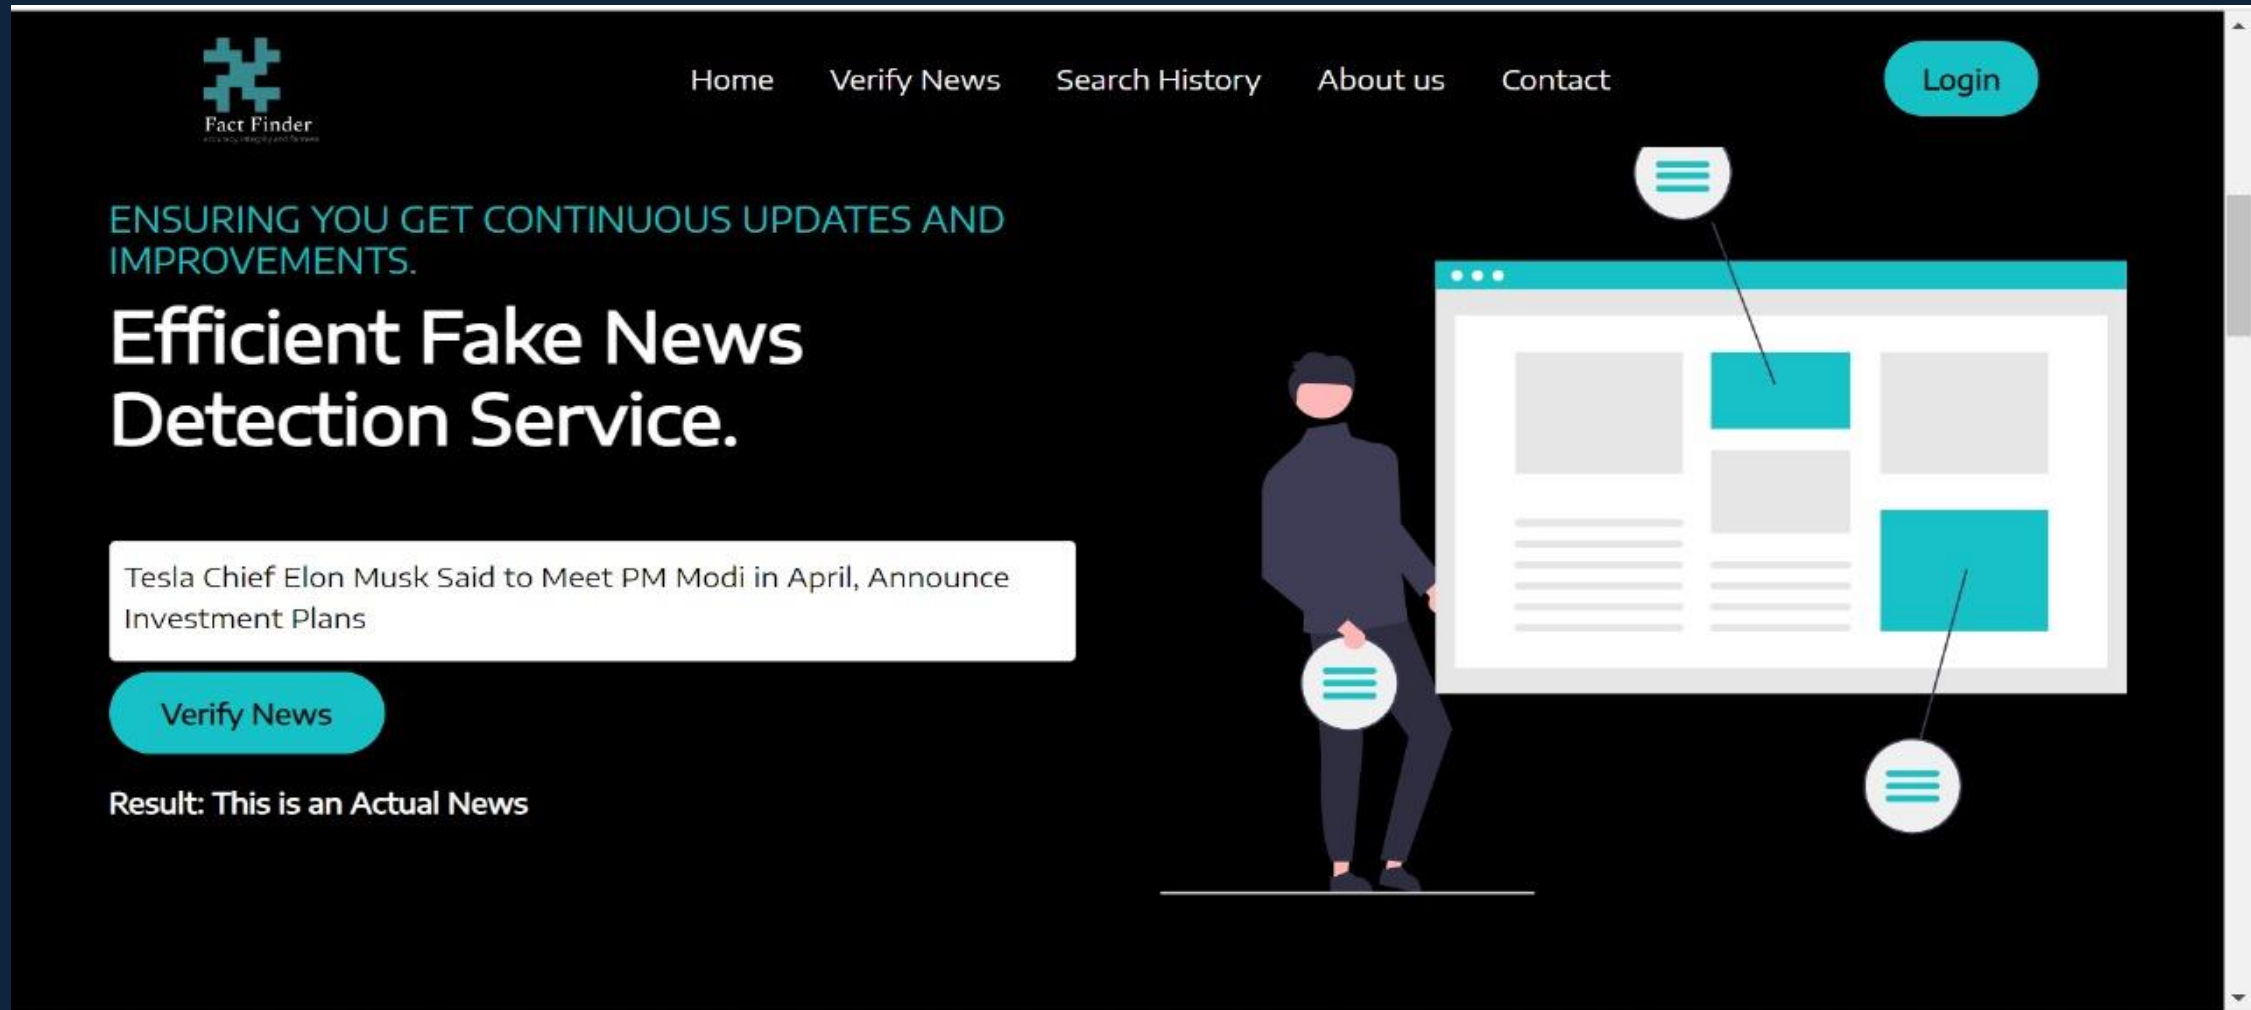 Fact Finder
Home Verify News Search History About us Contact Login
ENSURING YOU GET CONTINUOUS UPDATES AND
IMPROVEMENTS.
Efficient Fake News
Detection Service.
Tesla Chief Elon Musk Said to Meet PM Modi in April, Announce
Investment Plans
Verify News
Result: This is an Actual News